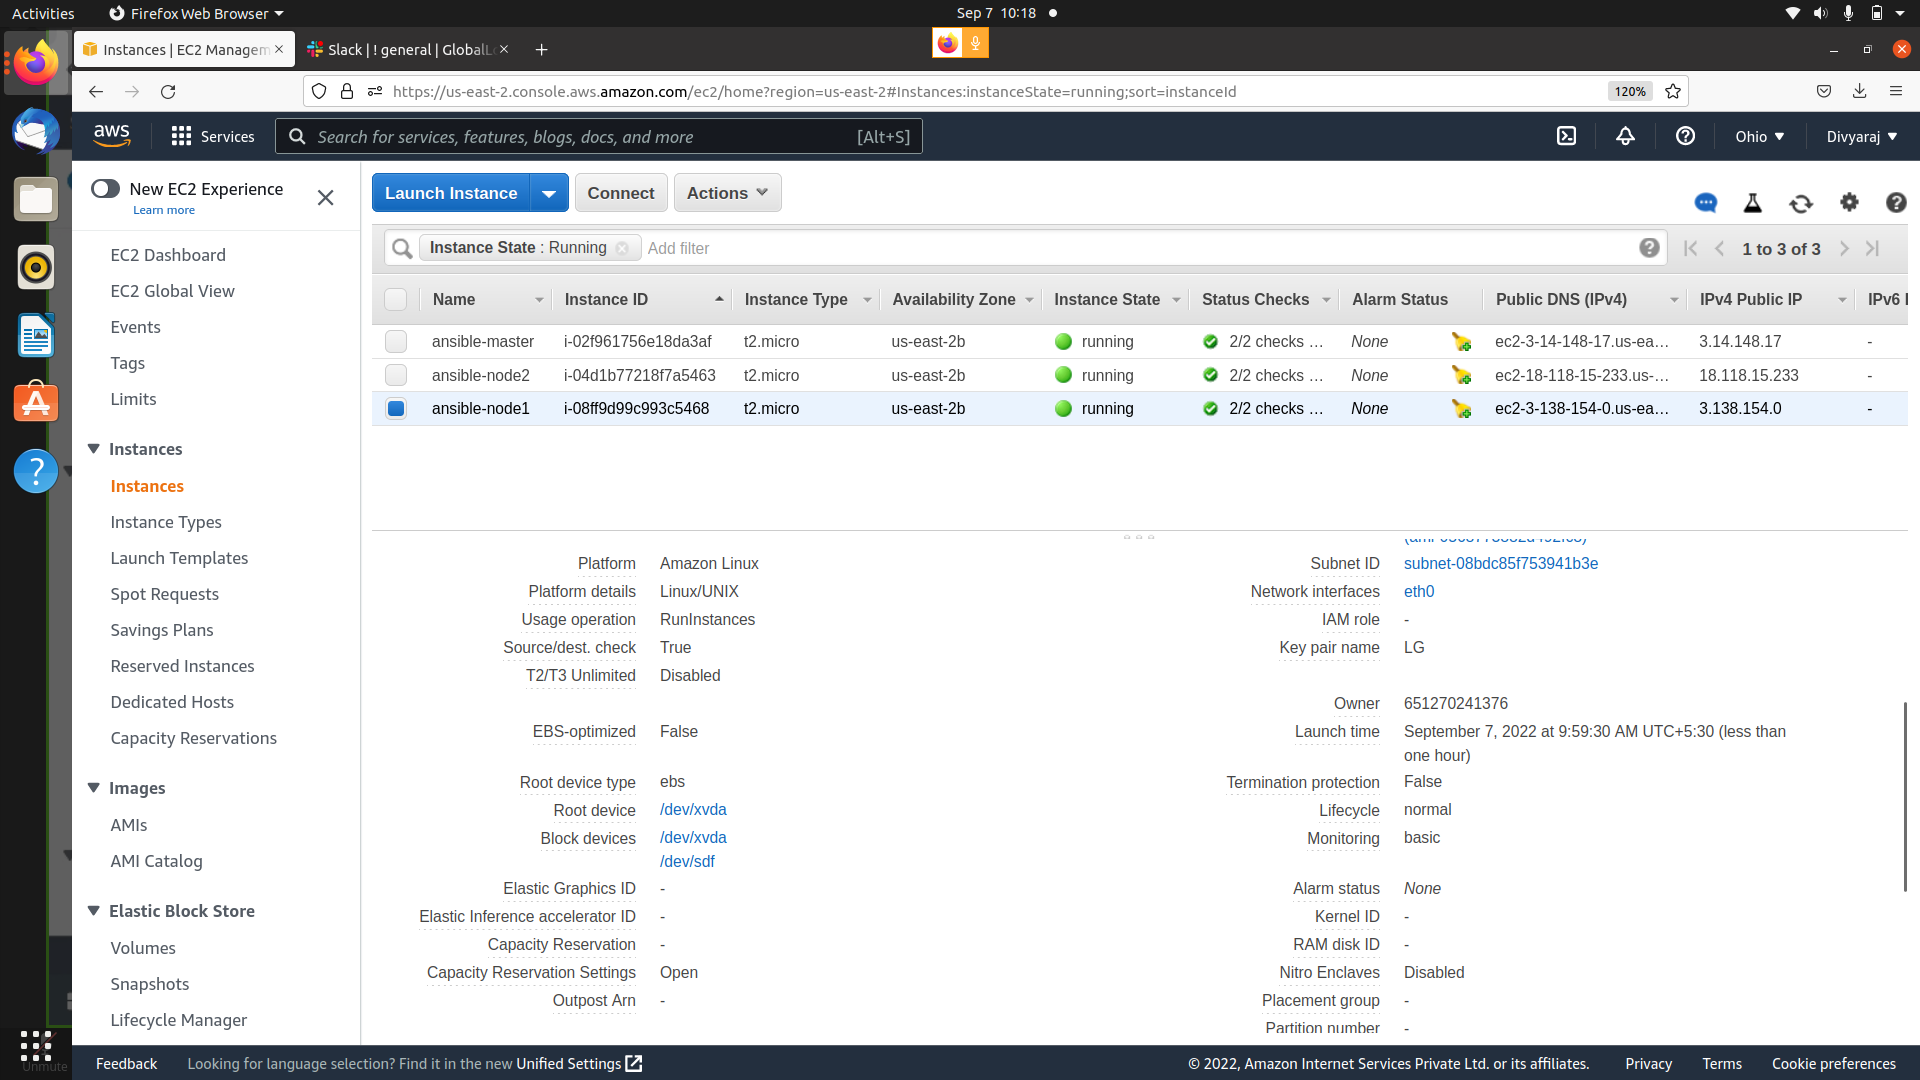 Activities
Firefox Web Browser
Sep 7 10:18
Instances | EC2 Managem
Slack | ! general | GlobalL
https://us-east-2.console.aws.amazon.com/ec2/home?region=us-east-2#Instances:instanceState=running;sort=instanceId
120%
aws
Services
Search for services, features, blogs, docs, and more
[Alt+S]
Ohio
Divyaraj
New EC2 Experience
Learn more
EC2 Dashboard
EC2 Global View
Events
Tags
Limits
Instances
Instances
Instance Types
Launch Templates
Spot Requests
Savings Plans
Reserved Instances
Dedicated Hosts
Capacity Reservations
Images
AMIs
AMI Catalog
Elastic Block Store
Volumes
Snapshots
Lifecycle Manager
Launch Instance
Connect
Actions
Instance State : Running
Add filter
1 to 3 of 3
Name Instance ID Instance Type Availability Zone Instance State Status Checks Alarm Status Public DNS (IPv4) IPv4 Public IP IPv6
ansible-master i-02f961756e18da3af t2.micro us-east-2b running 2/2 checks ... None ec2-3-14-148-17.us-ea... 3.14.148.17 -
ansible-node2 i-04d1b77218f7a5463 t2.micro us-east-2b running 2/2 checks ... None ec2-18-118-15-233.us-... 18.118.15.233 -
ansible-node1 i-08ff9d99c993c5468 t2.micro us-east-2b running 2/2 checks ... None ec2-3-138-154-0.us-ea... 3.138.154.0 -
Platform Amazon Linux
Platform details Linux/UNIX
Usage operation RunInstances
Source/dest. check True
T2/T3 Unlimited Disabled
EBS-optimized False
Root device type ebs
Root device /dev/xvda
Block devices /dev/xvda
/dev/sdf
Elastic Graphics ID -
Elastic Inference accelerator ID -
Capacity Reservation -
Capacity Reservation Settings Open
Outpost Arn -
Subnet ID subnet-08bdc85f753941b3e
Network interfaces eth0
IAM role -
Key pair name LG
Owner 651270241376
Launch time September 7, 2022 at 9:59:30 AM UTC+5:30 (less than
one hour)
Termination protection False
Lifecycle normal
Monitoring basic
Alarm status None
Kernel ID -
RAM disk ID -
Nitro Enclaves Disabled
Placement group -
Partition number -
Unmute
Feedback
Looking for language selection? Find it in the new Unified Settings
© 2022, Amazon Internet Services Private Ltd. or its affiliates.
Privacy
Terms
Cookie preferences